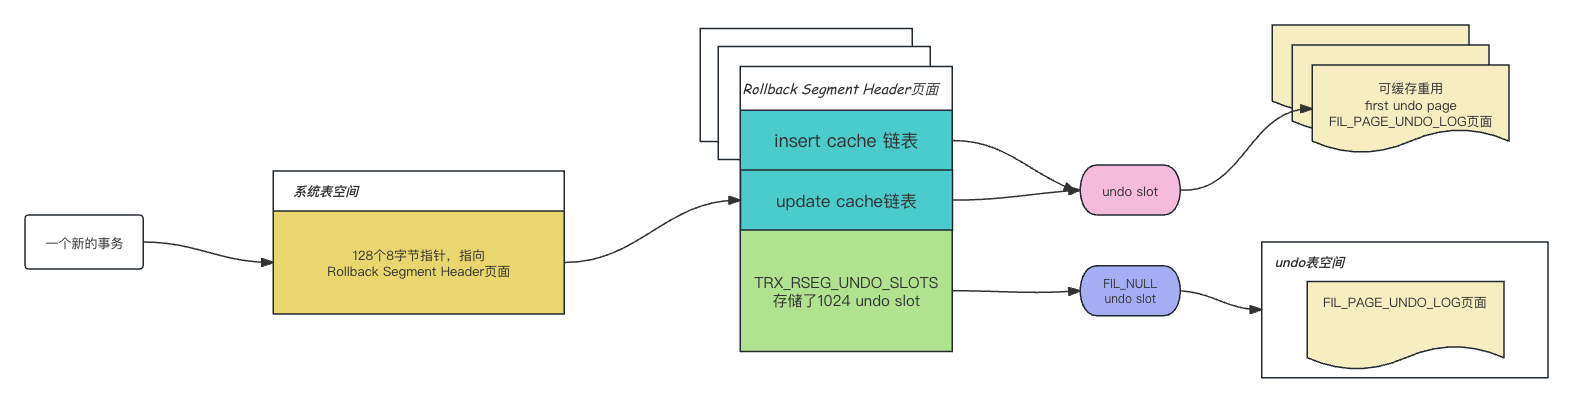 一个新的事务
系统表空间
128个8字节指针，指向
Rollback Segment Header页面
Rollback Segment Header页面
insert cache 链表
update cache链表
TRX_RSEG_UNDO_SLOTS
存储了1024 undo slot
undo slot
FIL_NULL
undo slot
可缓存重用
first undo page
FIL_PAGE_UNDO_LOG页面
undo表空间
FIL_PAGE_UNDO_LOG页面